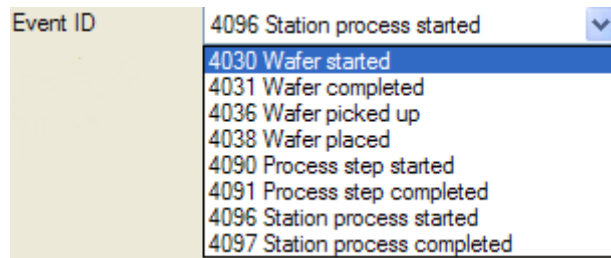 Event ID
4096 Station process started
4030 Wafer started
4031 Wafer completed
4036 Wafer picked up
4038 Wafer placed
4090 Process step started
4091 Process step completed
4096 Station process started
4097 Station process completed